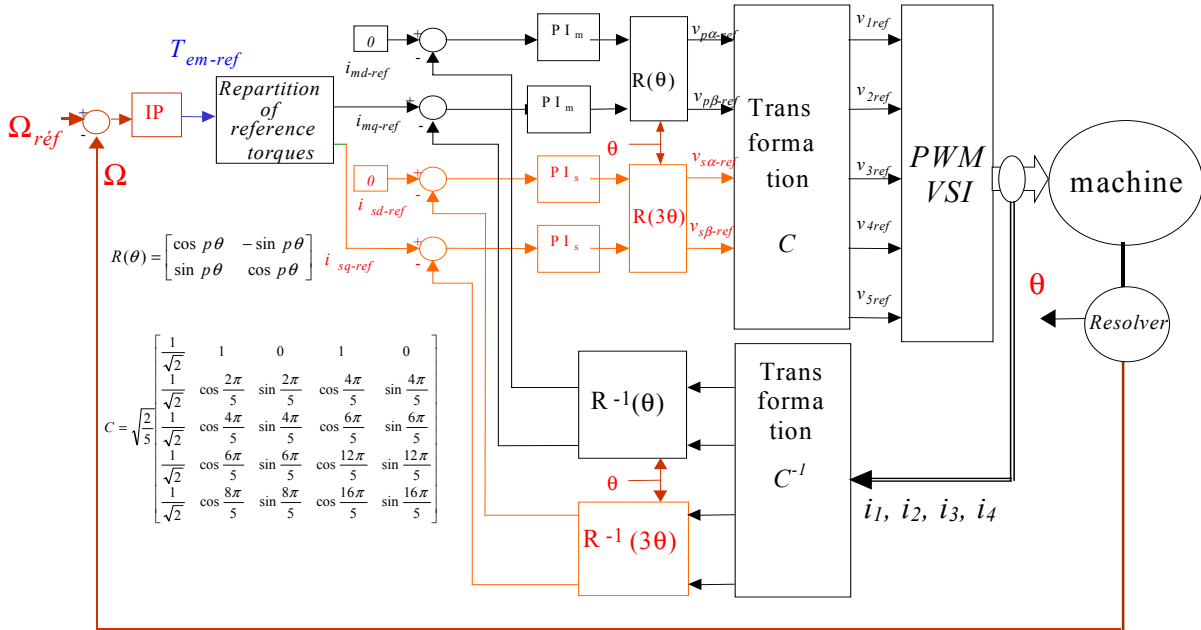 Ω réf
+
-
Ω
IP
T em-ref
Repartition
of
reference
torques
0
i md-ref
-
i mq-ref
+
-
0
i sd-ref
+
-
i sq-ref
+
-
P I m
P I m
P I s
P I s
R(θ)
θ
R(3θ)
v pα-ref
v pβ-ref
v sα-ref
v sβ-ref
Trans
forma
tion
C
v 1ref
v 2ref
v 3ref
v 4ref
v 5ref
PWM
VSI
machine
Resolver
θ
R(θ) = [cos pθ −sin pθ
sin pθ cos pθ]
C = √(2/5) [1/√2 1 0 1 0
1/√2 cos 2π/5 sin 2π/5 cos 4π/5 sin 4π/5
1/√2 cos 4π/5 sin 4π/5 cos 6π/5 sin 6π/5
1/√2 cos 6π/5 sin 6π/5 cos 12π/5 sin 12π/5
1/√2 cos 8π/5 sin 8π/5 cos 16π/5 sin 16π/5]
R -1(θ)
θ
R -1 (3θ)
Trans
forma
tion
C-1
i1, i2, i3, i4